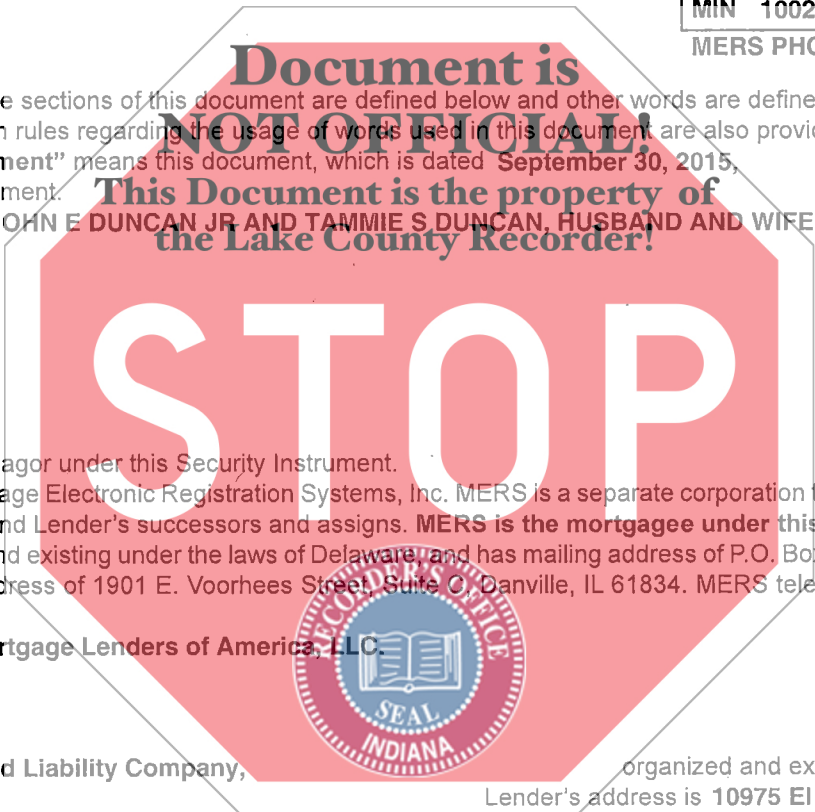 MIN 1002
MERS PHO
Document is
e sections of this document are defined below and other words are define
n rules regarding the usage of words used in this document are also provi
NOT OFFICIAL!
ment" means this document, which is dated September 30, 2015,
ment.
This Document is the property of
OHN E DUNCAN JR AND TAMMIE S DUNCAN, HUSBAND AND WIFE
the Lake County Recorder!
STOP
agor under this Security Instrument.
age Electronic Registration Systems, Inc. MERS is a separate corporation t
nd Lender's successors and assigns. MERS is the mortgagee under this
nd existing under the laws of Delaware, and has mailing address of P.O. Box
dress of 1901 E. Voorhees Street, Suite C, Danville, IL 61834. MERS tele
rtgage Lenders of America, LLC.
RECORDER'S OFFICE
SEAL
INDIANA
d Liability Company,
organized and ex
Lender's address is 10975 El